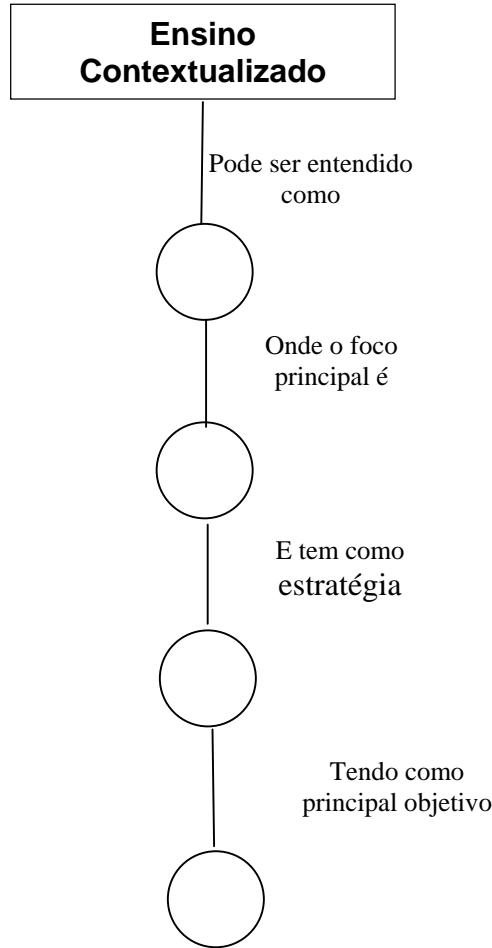 Ensino
Contextualizado
Pode ser entendido
como
Onde o foco
principal é
E tem como
estratégia
Tendo como
principal objetivo